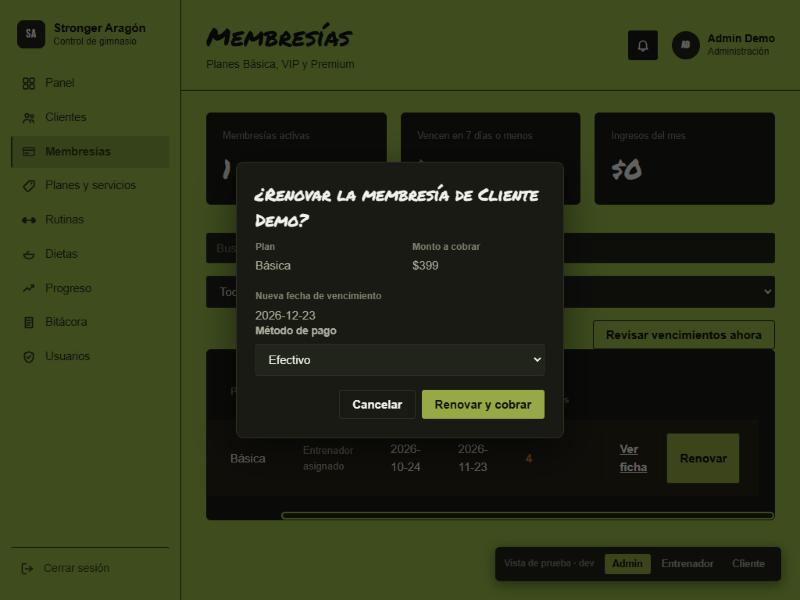 SA
Stronger Aragón
Control de gimnasio
Panel
Clientes
Membresías
Planes y servicios
Rutinas
Dietas
Progreso
Bitácora
Usuarios
Cerrar sesión
Membresías
Planes Básica, VIP y Premium
AD
Admin Demo
Administración
Membresías activas
Vencen en 7 días o menos
Ingresos del mes
$0
Revisar vencimientos ahora
¿Renovar la membresía de Cliente
Demo?
Plan
Monto a cobrar
Básica
$399
Nueva fecha de vencimiento
2026-12-23
Método de pago
Efectivo
Cancelar
Renovar y cobrar
Básica
Entrenador
asignado
2026-
10-24
2026-
11-23
4
Ver
ficha
Renovar
Vista de prueba · dev
Admin
Entrenador
Cliente